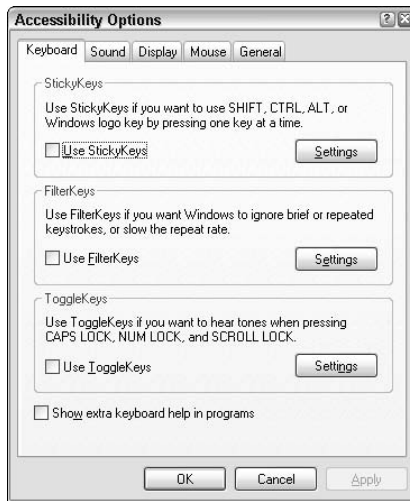 Accessibility Options
Keyboard Sound Display Mouse General
StickyKeys
Use StickyKeys if you want to use SHIFT, CTRL, ALT, or
Windows logo key by pressing one key at a time.
Use StickyKeys
Settings
FilterKeys
Use FilterKeys if you want Windows to ignore brief or repeated
keystrokes, or slow the repeat rate.
Use FilterKeys
Settings
ToggleKeys
Use ToggleKeys if you want to hear tones when pressing
CAPS LOCK, NUM LOCK, and SCROLL LOCK.
Use ToggleKeys
Settings
Show extra keyboard help in programs
OK Cancel Apply